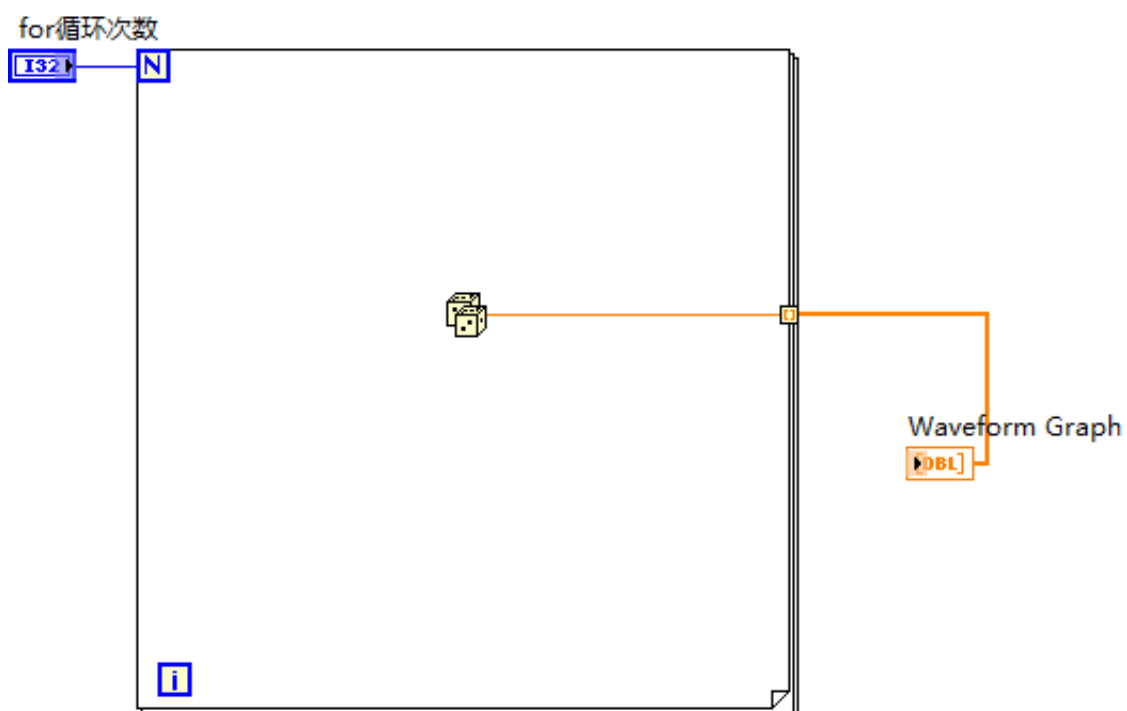 for循环次数
I32
N
Waveform Graph
[DBL]
i